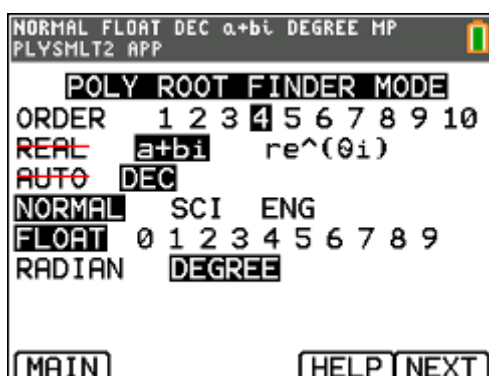 NORMAL FLOAT DEC a+bi DEGREE MP
PLYSMLT2 APP
POLY ROOT FINDER MODE
ORDER 1 2 3 4 5 6 7 8 9 10
REAL a+bi re^(θi)
AUTO DEC
NORMAL SCI ENG
FLOAT 0 1 2 3 4 5 6 7 8 9
RADIAN DEGREE
MAIN HELP NEXT